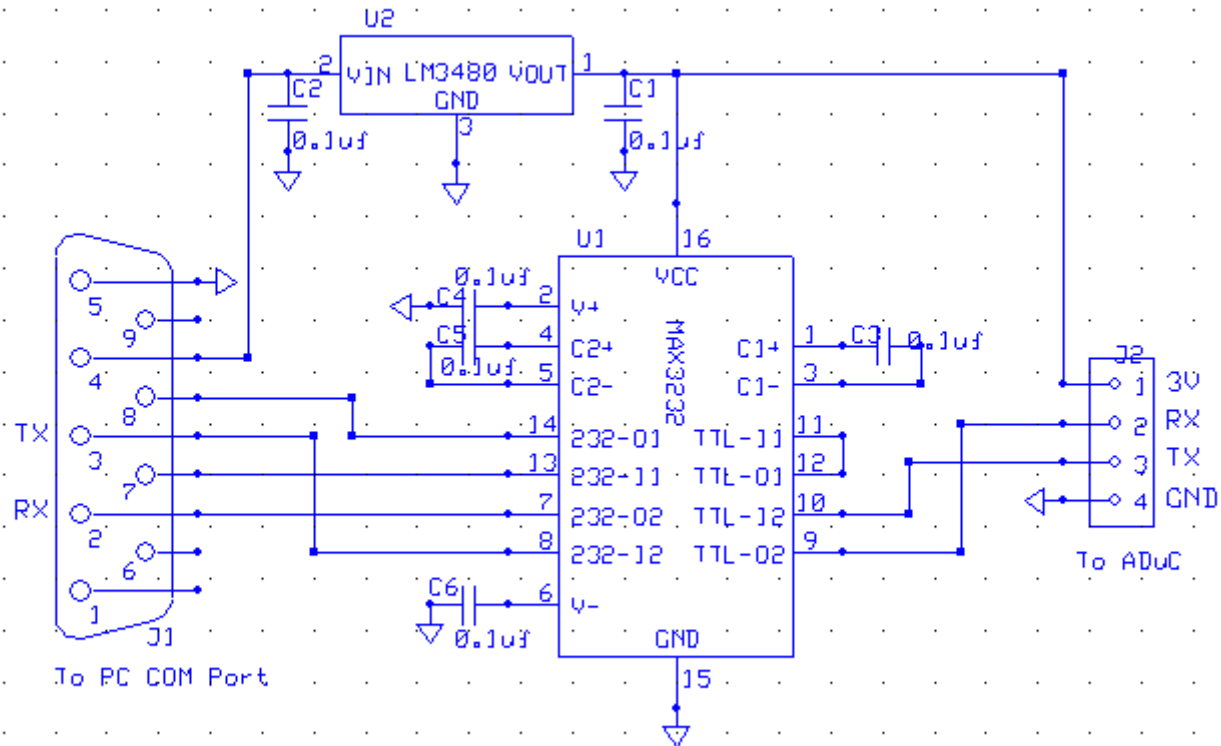 U2
2 VIN LM3480 VOUT 1
GND
3
C2
0.1uf
C1
0.1uf
U1
16
VCC
MAX3232
0.1uf
C4
2 V+
C5
4 C2+
0.1uf
5 C2-
14 232-O1
13 232-I1
7 232-O2
8 232-I2
C6
6 V-
0.1uf
GND
15
C1+ 1
C3
0.1uf
C1- 3
TTL-I1 11
TTL-O1 12
TTL-I2 10
TTL-O2 9
5
9
4
8
TX 3
7
RX 2
6
1
J1
To PC COM Port
J2
1 3V
2 RX
3 TX
4 GND
To ADuC